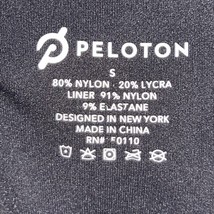 PELOTON
S
80% NYLON · 20% LYCRA
LINER 91% NYLON
9% ELASTANE
DESIGNED IN NEW YORK
MADE IN CHINA